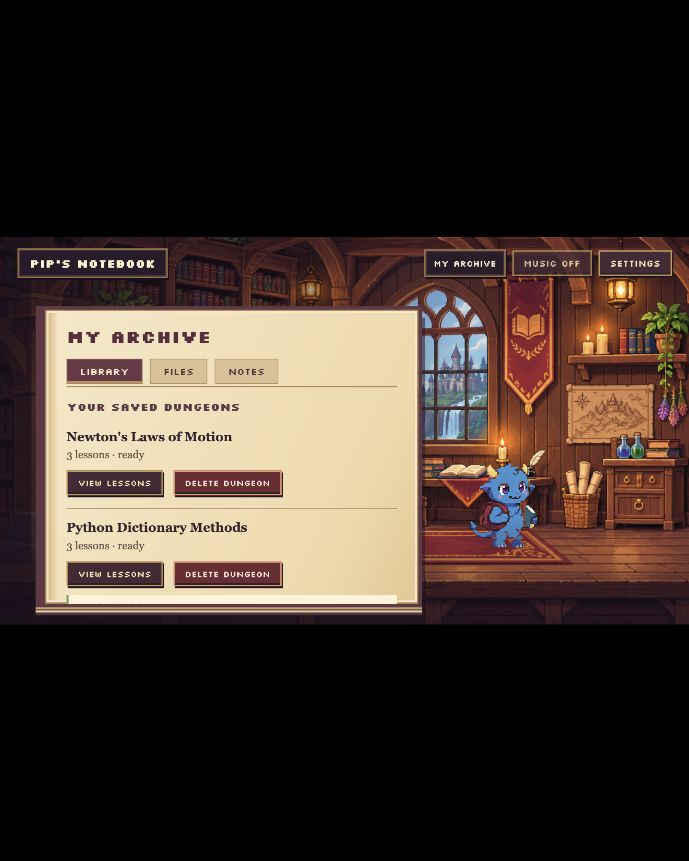 PIP'S NOTEBOOK
MY ARCHIVE
MUSIC OFF
SETTINGS
MY ARCHIVE
LIBRARY
FILES
NOTES
YOUR SAVED DUNGEONS
Newton's Laws of Motion
3 lessons · ready
VIEW LESSONS
DELETE DUNGEON
Python Dictionary Methods
3 lessons · ready
VIEW LESSONS
DELETE DUNGEON